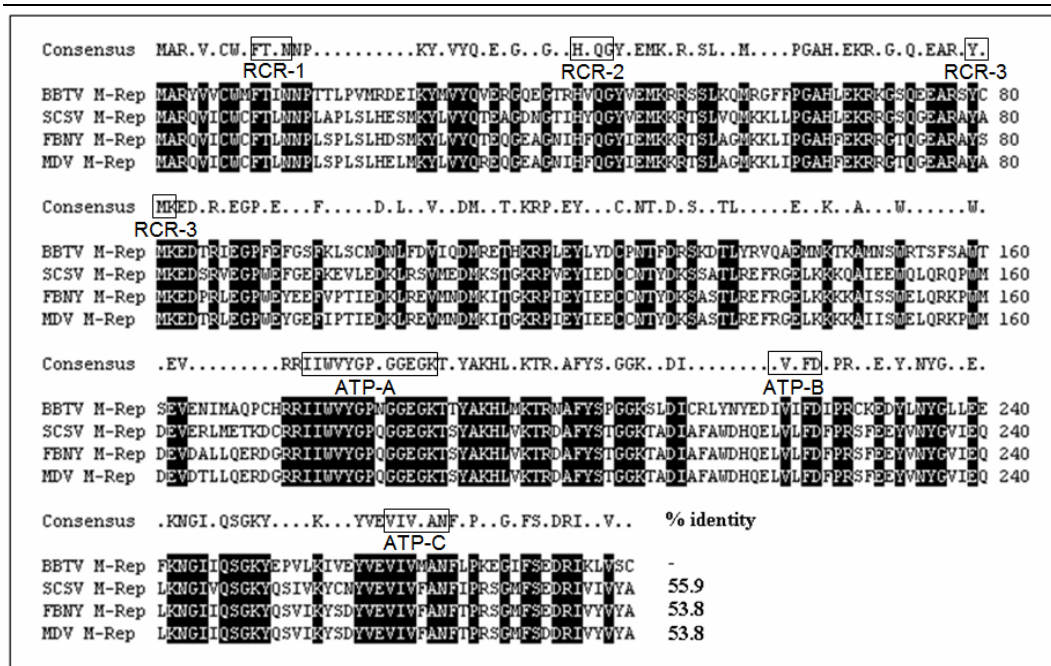 Consensus MAR.V.CW.FT.NNP..........KY.VYQ.E.G..G..H.QGY.EMK.R.SL..M....PGAH.EKR.G.Q.EAR.Y.
RCR-1 RCR-2 RCR-3
BBTV M-Rep MARYVVCWMFTINNPTTLPVMRDEIKYMVYQVERGQEGTRHVQGYVEMKRRSSLKQMRGFFPGAHLEKRKGSQEEARSYC 80
SCSV M-Rep MARQVICWCFTLNNPLAPLSLHESMKYLVYQTEAGDNGTIHYQGYVEMKKRTSLVQMKKLLPGAHLEKRRGSQGEARAYA 80
FBNY M-Rep MARQVICWCFTLNNPLSPLSLHDSMKYLVYQTEQGEAGNIHFQGYIEMKKRTSLAGMKKLIPGAHFEKRRGTQGEARAYS 80
MDV M-Rep MARQVICWCFTLNNPLSPLSLHELMKYLVYQREQGEAGNIHFQGYIEMKKRTSLAGMKKLIPGAHFEKRRGTQGEARAYA 80
Consensus MKED.R.EGP.E...F.....D.L..V..DM..T.KRP.EY...C.NT.D.S..TL.....E..K..A...W......W.
RCR-3
BBTV M-Rep MKEDTRIEGPFEFGSFKLSCNDNLFDVIQDMRETHKRPLEYLYDCPNTFDRSKDTLYRVQAEMNKTKAMNSWRTSFSAWT 160
SCSV M-Rep MKEDSRVEGPWEFGEFKEVLEDKLRSVMEDMKSTGKRPVEYIEDCCNTYDKSSATLREFRGELKKKQAIEEWQLQRQPWM 160
FBNY M-Rep MKEDPRLEGPWEYEEFVPTIEDKLREVMNDMKITGKRPIEYIEECCNTYDKSASTLREFRGELKKKKAISSWELQRKPWM 160
MDV M-Rep MKEDTRLEGPWEYGEFIPTIEDKLREVMNDMKITGKRPIEYIEECCNTYDKSASTLREFRGELKKKKAIISWELQRKPWM 160
Consensus .EV........RRIIWVYGP.GGEGKT.YAKHL.KTR.AFYS.GGK..DI.........V.FD.PR..E.Y.NYG..E.
ATP-A ATP-B
BBTV M-Rep SEVENIMAQPCHRRIIWVYGPNGGEGKTTYAKHLMKTRNAFYSPGGKSLDICRLYNYEDIVIFDIPRCKEDYLNYGLLEE 240
SCSV M-Rep DEVERLMETKDCRRIIWVYGPQGGEGKTSYAKHLVKTRDAFYSTGGKTADIAFAWDHQELVLFDFPRSFEEYVNYGVIEQ 240
FBNY M-Rep DEVDALLQERDGRRIIWVYGPQGGEGKTSYAKHLVKTRDAFYSTGGKTADIAFAWDHQELVLFDFPRSFEEYVNYGVIEQ 240
MDV M-Rep DEVDTLLQERDGRRIIWVYGPQGGEGKTSYAKHLVKTRDAFYSTGGKTADIAFAWDHQELVLFDFPRSFEEYVNYGVIEQ 240
Consensus .KNGI.QSGKY....K...YVEVIV.ANF.P..G.FS.DRI..V.. % identity
ATP-C
BBTV M-Rep FKNGIIQSGKYEPVLKIVEYVEVIVMANFLPKEGIFSEDRIKLVSC -
SCSV M-Rep LKNGIVQSGKYQSIVKYCNYVEVIVFANFIPRSGMFSEDRIVIVYA 55.9
FBNY M-Rep LKNGIIQSGKYQSVIKYSDYVEVIVFANFTPRSGMFSEDRIVIVYA 53.8
MDV M-Rep LKNGIIQSGKYQSVIKYSDYVEVIVFANFTPRSGMFSDDRIVYVYA 53.8